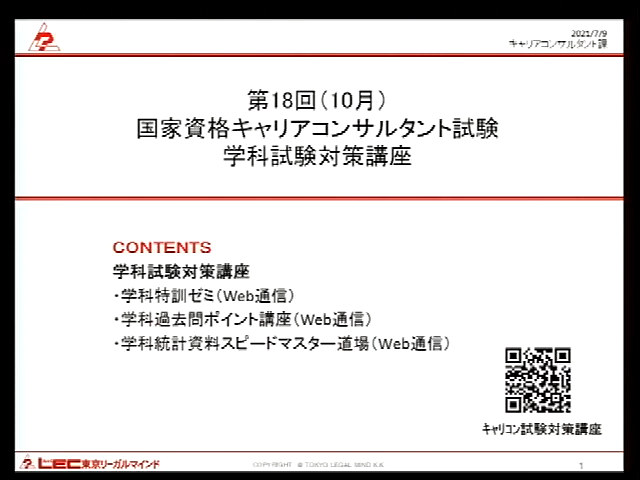 2021/7/9
キャリアコンサルタント課
第18回（10月）
国家資格キャリアコンサルタント試験
学科試験対策講座
CONTENTS
学科試験対策講座
・学科特訓ゼミ（Web通信）
・学科過去問ポイント講座（Web通信）
・学科統計資料スピードマスター道場（Web通信）
キャリコン試験対策講座
LEC東京リーガルマインド
COPYRIGHT @ TOKYO LEGAL MIND K.K
1